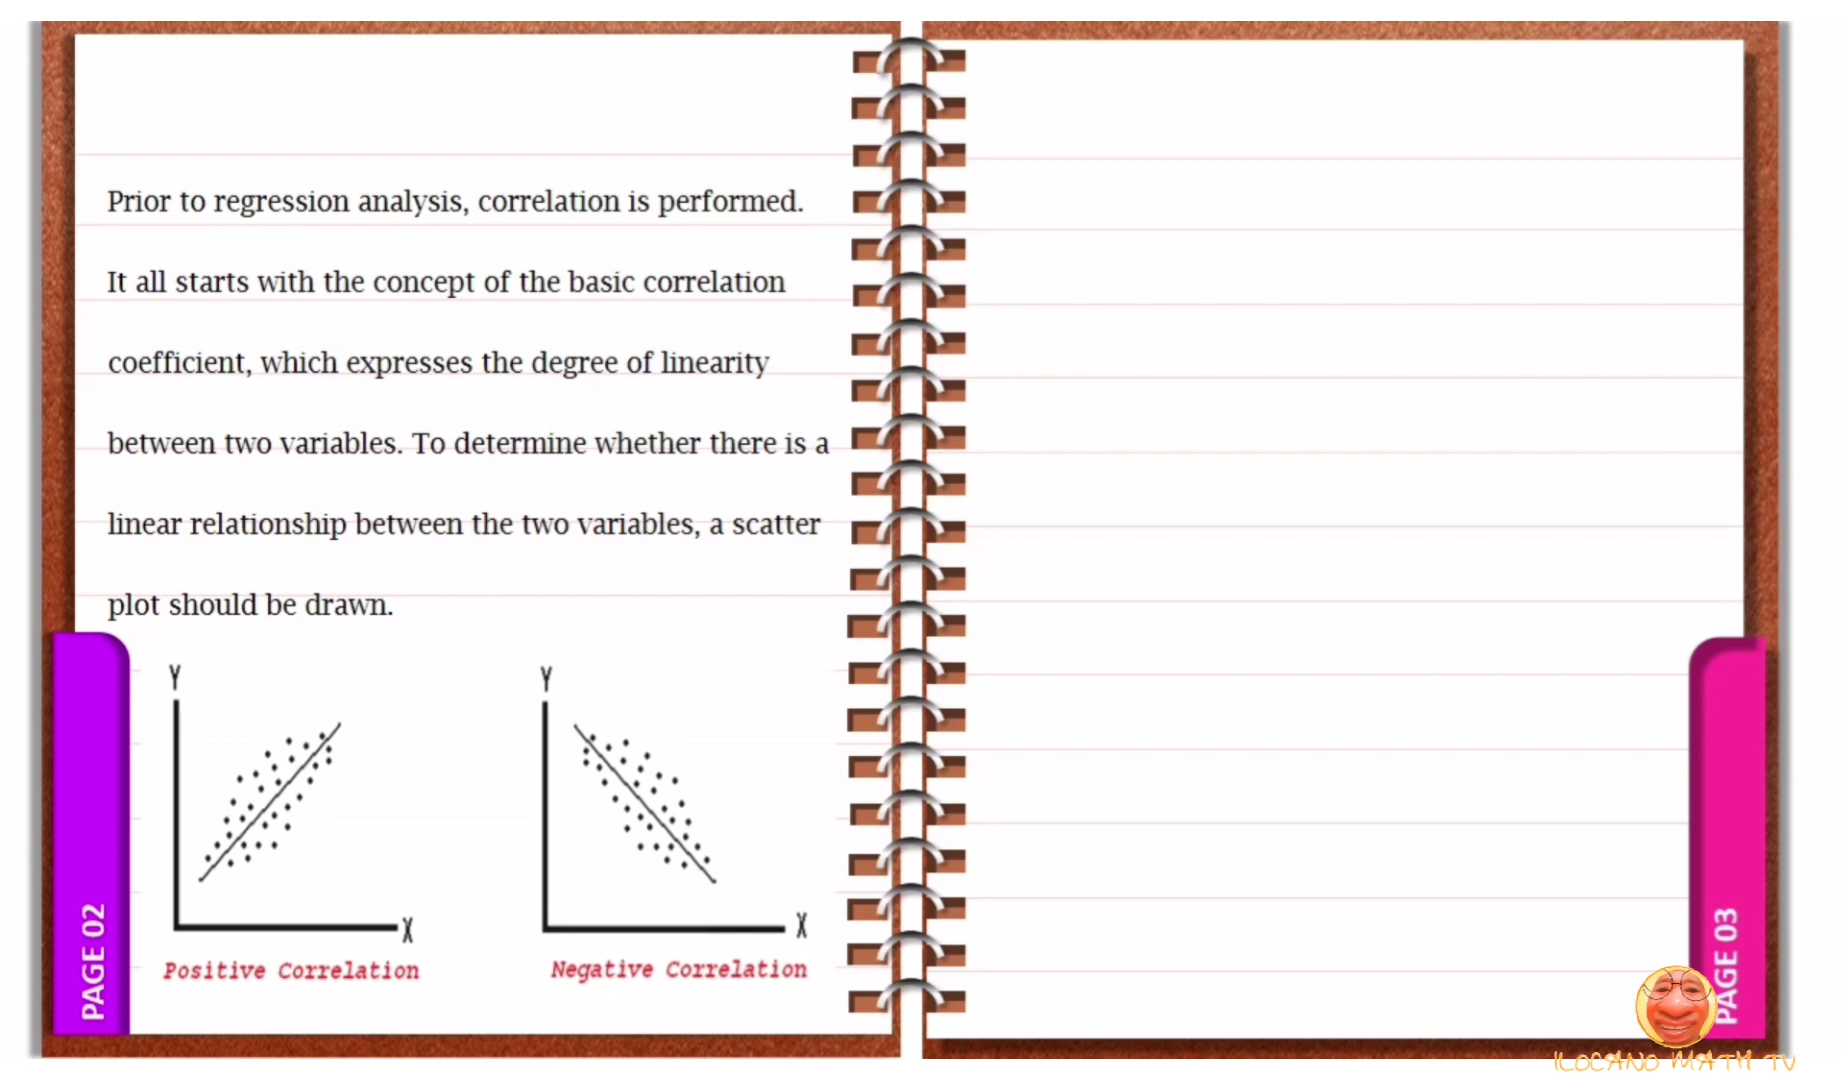 Prior to regression analysis, correlation is performed.
It all starts with the concept of the basic correlation
coefficient, which expresses the degree of linearity
between two variables. To determine whether there is a
linear relationship between the two variables, a scatter
plot should be drawn.
Y
X
Positive Correlation
Y
X
Negative Correlation
PAGE 02
PAGE 03
ILOCANO MATH TV